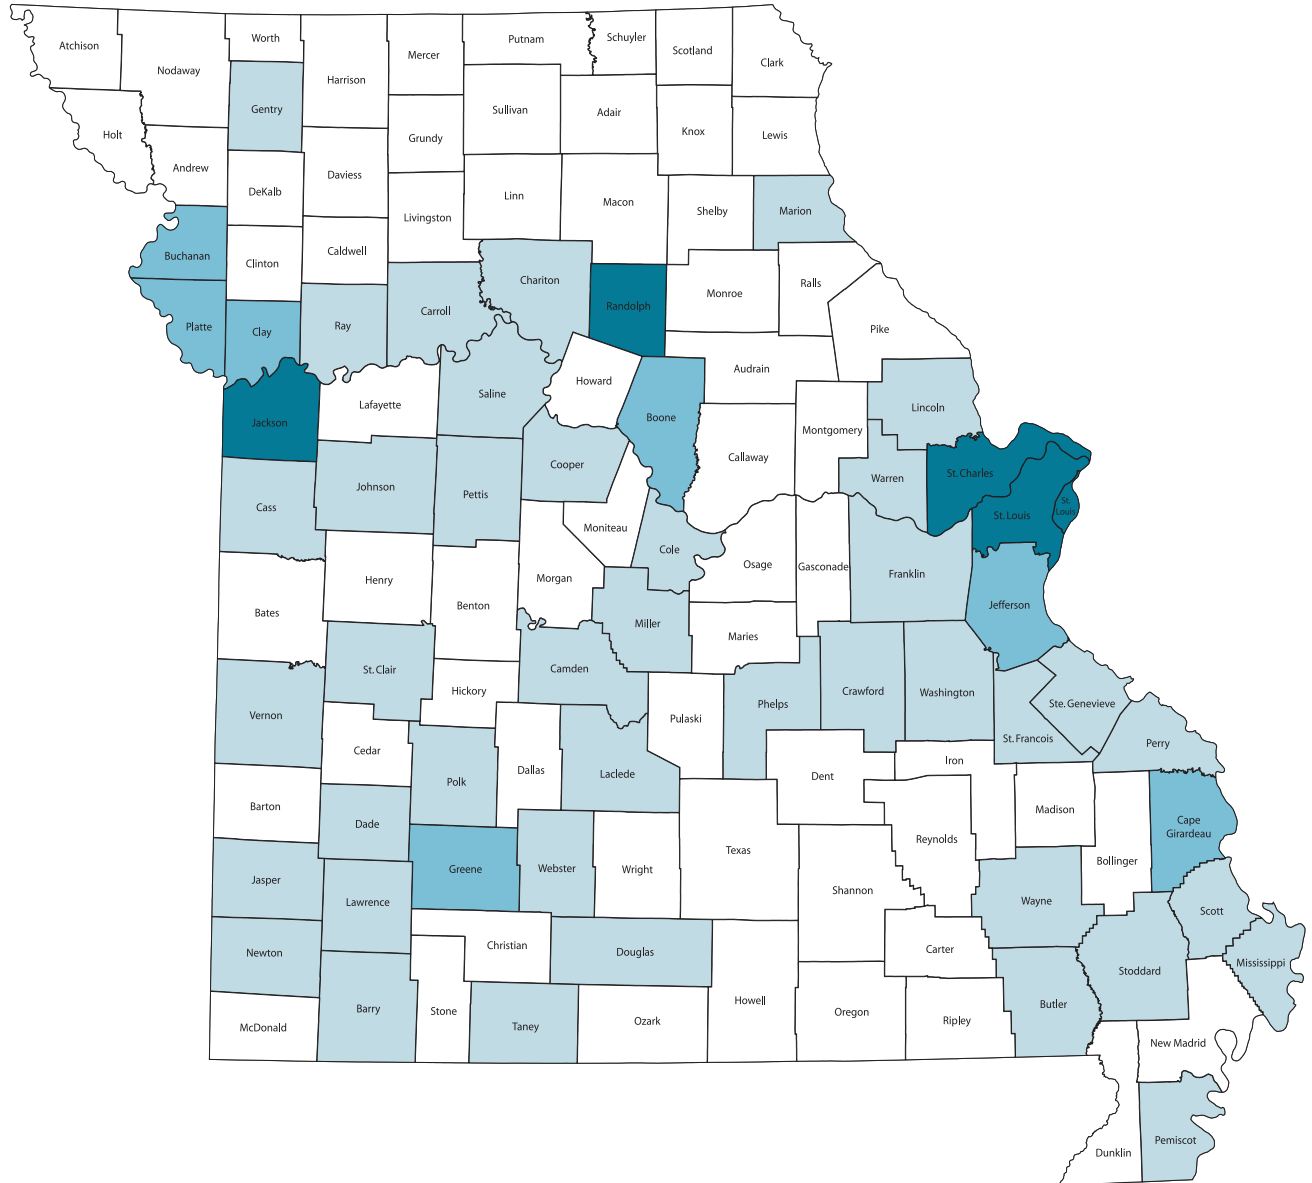 Atchison
Nodaway
Worth
Harrison
Mercer
Putnam
Schuyler
Scotland
Clark
Gentry
Sullivan
Adair
Knox
Lewis
Holt
Grundy
Andrew
DeKalb
Daviess
Livingston
Linn
Macon
Shelby
Marion
Buchanan
Clinton
Caldwell
Chariton
Randolph
Monroe
Ralls
Pike
Platte
Clay
Ray
Carroll
Saline
Howard
Audrain
Lincoln
Jackson
Lafayette
Boone
Callaway
Montgomery
Cooper
Warren
St. Charles
Cass
Johnson
Pettis
Moniteau
St. Louis
St.
Louis
Cole
Osage
Gasconade
Franklin
Jefferson
Bates
Henry
Benton
Morgan
Miller
Maries
St. Clair
Hickory
Camden
Pulaski
Phelps
Crawford
Washington
Ste. Genevieve
St. Francois
Perry
Vernon
Cedar
Polk
Dallas
Laclede
Dent
Iron
Madison
Barton
Dade
Cape
Girardeau
Jasper
Lawrence
Greene
Webster
Wright
Texas
Shannon
Reynolds
Bollinger
Wayne
Scott
Newton
Christian
Douglas
Carter
Stoddard
Mississippi
McDonald
Barry
Stone
Taney
Ozark
Howell
Oregon
Ripley
Butler
New Madrid
Dunklin
Pemiscot